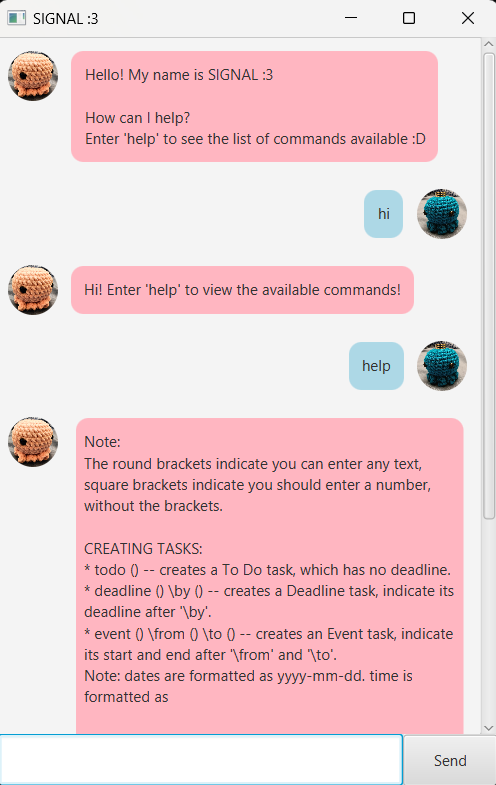 SIGNAL :3
Hello! My name is SIGNAL :3
How can I help?
Enter 'help' to see the list of commands available :D
hi
Hi! Enter 'help' to view the available commands!
help
Note:
The round brackets indicate you can enter any text,
square brackets indicate you should enter a number,
without the brackets.
CREATING TASKS:
* todo () -- creates a To Do task, which has no deadline.
* deadline () \by () -- creates a Deadline task, indicate its
deadline after '\by'.
* event () \from () \to () -- creates an Event task, indicate
its start and end after '\from' and '\to'.
Note: dates are formatted as yyyy-mm-dd. time is
formatted as
Send